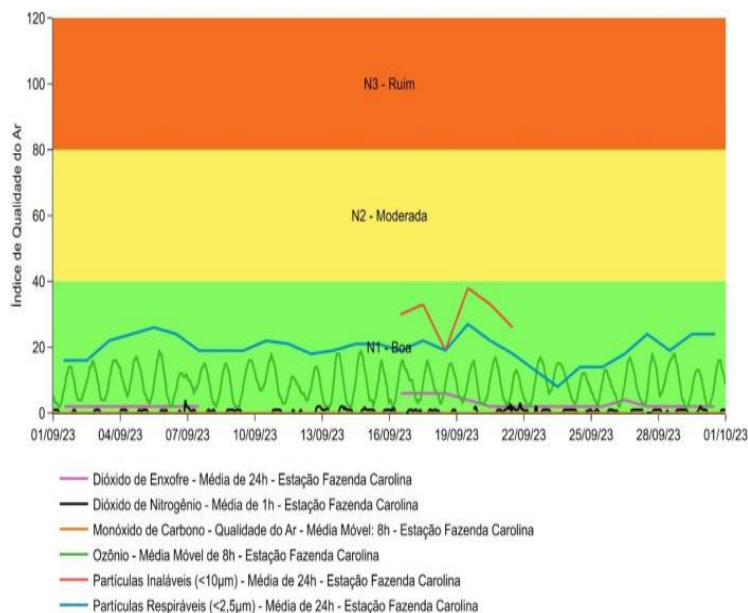 120
100
80
60
40
20
0
Índice de Qualidade do Ar
N3 - Ruim
N2 - Moderada
N1 - Boa
01/09/23 04/09/23 07/09/23 10/09/23 13/09/23 16/09/23 19/09/23 22/09/23 25/09/23 28/09/23 01/10/23
Dióxido de Enxofre - Média de 24h - Estação Fazenda Carolina
Dióxido de Nitrogênio - Média de 1h - Estação Fazenda Carolina
Monóxido de Carbono - Qualidade do Ar - Média Móvel: 8h - Estação Fazenda Carolina
Ozônio - Média Móvel de 8h - Estação Fazenda Carolina
Partículas Inaláveis (<10µm) - Média de 24h - Estação Fazenda Carolina
Partículas Respiráveis (<2,5µm) - Média de 24h - Estação Fazenda Carolina